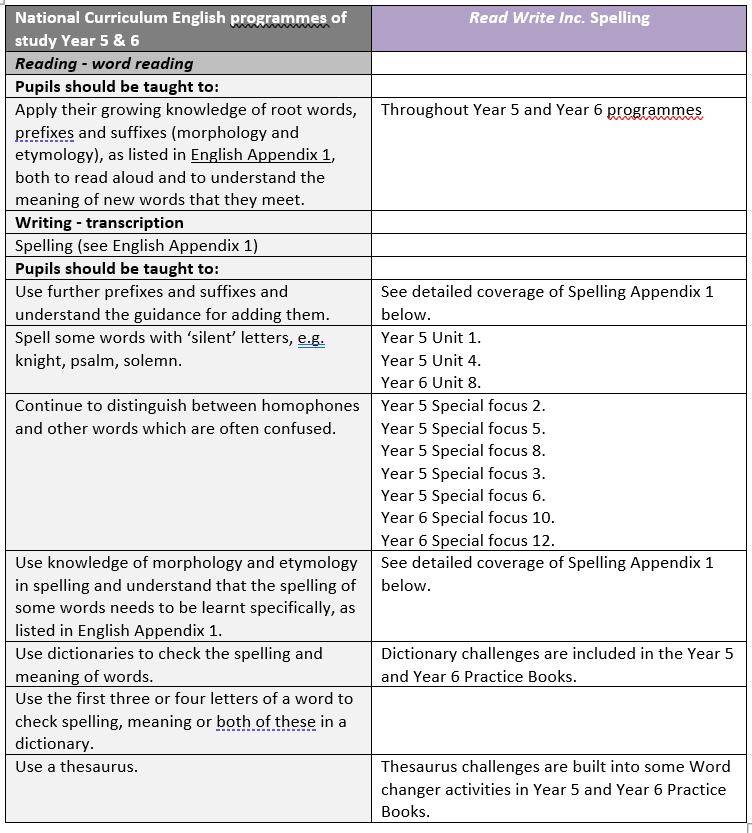 National Curriculum English programmes of
study Year 5 & 6
Read Write Inc. Spelling
Reading - word reading
Pupils should be taught to:
Apply their growing knowledge of root words,
prefixes and suffixes (morphology and
etymology), as listed in English Appendix 1,
both to read aloud and to understand the
meaning of new words that they meet.
Throughout Year 5 and Year 6 programmes
Writing - transcription
Spelling (see English Appendix 1)
Pupils should be taught to:
Use further prefixes and suffixes and
understand the guidance for adding them.
See detailed coverage of Spelling Appendix 1
below.
Spell some words with ‘silent’ letters, e.g.
knight, psalm, solemn.
Year 5 Unit 1.
Year 5 Unit 4.
Year 6 Unit 8.
Continue to distinguish between homophones
and other words which are often confused.
Year 5 Special focus 2.
Year 5 Special focus 5.
Year 5 Special focus 8.
Year 5 Special focus 3.
Year 5 Special focus 6.
Year 6 Special focus 10.
Year 6 Special focus 12.
Use knowledge of morphology and etymology
in spelling and understand that the spelling of
some words needs to be learnt specifically, as
listed in English Appendix 1.
See detailed coverage of Spelling Appendix 1
below.
Use dictionaries to check the spelling and
meaning of words.
Dictionary challenges are included in the Year 5
and Year 6 Practice Books.
Use the first three or four letters of a word to
check spelling, meaning or both of these in a
dictionary.
Use a thesaurus.
Thesaurus challenges are built into some Word
changer activities in Year 5 and Year 6 Practice
Books.